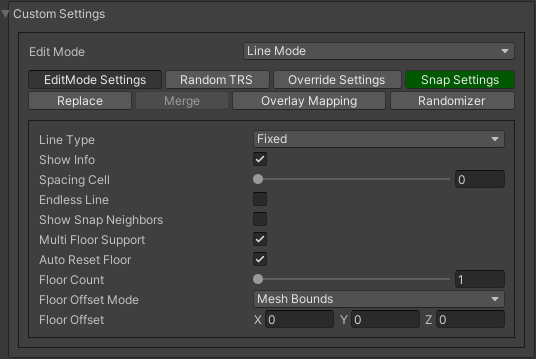 Custom Settings
Edit Mode Line Mode
EditMode Settings Random TRS Override Settings Snap Settings
Replace Merge Overlay Mapping Randomizer
Line Type Fixed
Show Info
Spacing Cell 0
Endless Line
Show Snap Neighbors
Multi Floor Support
Auto Reset Floor
Floor Count 1
Floor Offset Mode Mesh Bounds
Floor Offset X 0 Y 0 Z 0